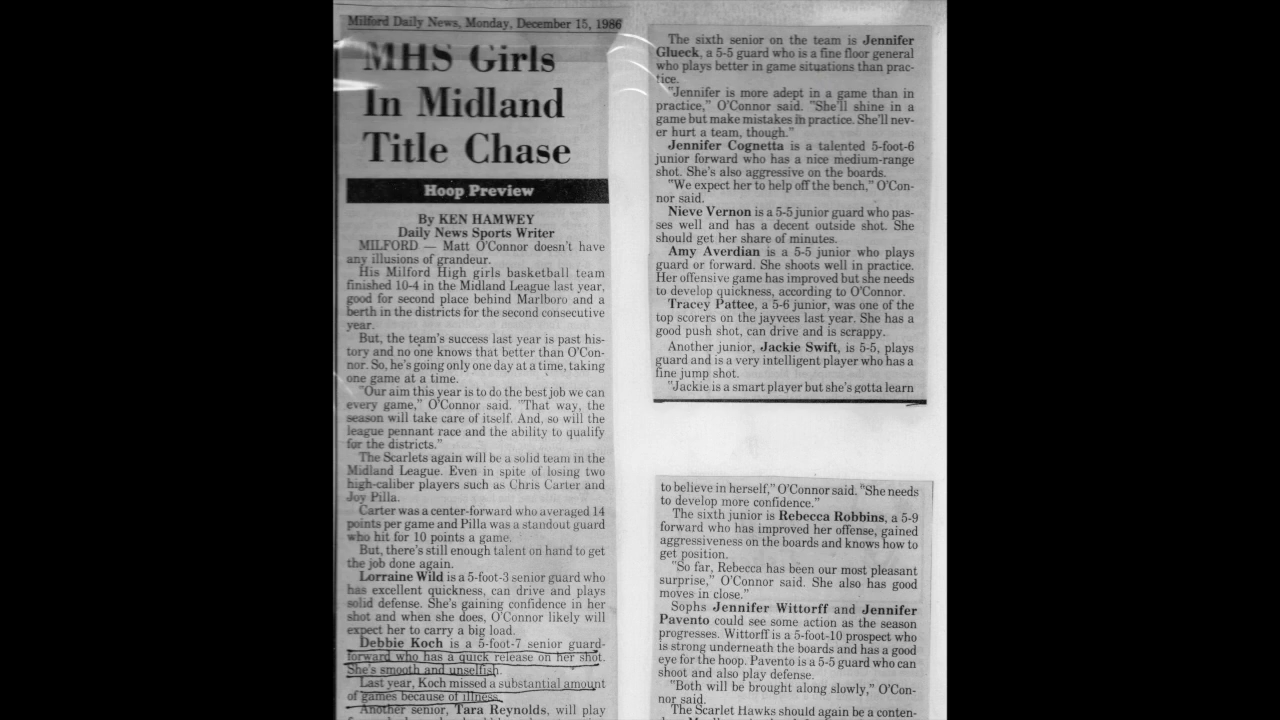 Milford Daily News, Monday, December 15, 1986
MHS Girls
In Midland
Title Chase
Hoop Preview
By KEN HAMWEY
Daily News Sports Writer
MILFORD — Matt O'Connor doesn't have
any illusions of grandeur.
His Milford High girls basketball team
finished 10-4 in the Midland League last year,
good for second place behind Marlboro and a
berth in the districts for the second consecutive
year.
But, the team's success last year is past his-
tory and no one knows that better than O'Con-
nor. So, he's going only one day at a time, taking
one game at a time.
"Our aim this year is to do the best job we can
every game," O'Connor said. "That way, the
season will take care of itself. And, so will the
league pennant race and the ability to qualify
for the districts."
The Scarlets again will be a solid team in the
Midland League. Even in spite of losing two
high-caliber players such as Chris Carter and
Joy Pilla.
Carter was a center-forward who averaged 14
points per game and Pilla was a standout guard
who hit for 10 points a game.
But, there's still enough talent on hand to get
the job done again.
Lorraine Wild is a 5-foot-3 senior guard who
has excellent quickness, can drive and plays
solid defense. She's gaining confidence in her
shot and when she does, O'Connor likely will
expect her to carry a big load.
Debbie Koch is a 5-foot-7 senior guard-
forward who has a quick release on her shot.
She's smooth and unselfish.
Last year, Koch missed a substantial amount
of games because of illness.
Another senior, Tara Reynolds, will play
The sixth senior on the team is Jennifer
Glueck, a 5-5 guard who is a fine floor general
who plays better in game situations than prac-
tice.
"Jennifer is more adept in a game than in
practice," O'Connor said. "She'll shine in a
game but make mistakes in practice. She'll nev-
er hurt a team, though."
Jennifer Cognetta is a talented 5-foot-6
junior forward who has a nice medium-range
shot. She's also aggressive on the boards.
"We expect her to help off the bench," O'Con-
nor said.
Nieve Vernon is a 5-5 junior guard who pas-
ses well and has a decent outside shot. She
should get her share of minutes.
Amy Averdian is a 5-5 junior who plays
guard or forward. She shoots well in practice.
Her offensive game has improved but she needs
to develop quickness, according to O'Connor.
Tracey Pattee, a 5-6 junior, was one of the
top scorers on the jayvees last year. She has a
good push shot, can drive and is scrappy.
Another junior, Jackie Swift, is 5-5, plays
guard and is a very intelligent player who has a
fine jump shot.
"Jackie is a smart player but she's gotta learn
to believe in herself," O'Connor said. "She needs
to develop more confidence."
The sixth junior is Rebecca Robbins, a 5-9
forward who has improved her offense, gained
aggressiveness on the boards and knows how to
get position.
"So far, Rebecca has been our most pleasant
surprise," O'Connor said. She also has good
moves in close."
Sophs Jennifer Wittorff and Jennifer
Pavento could see some action as the season
progresses. Wittorff is a 5-foot-10 prospect who
is strong underneath the boards and has a good
eye for the hoop. Pavento is a 5-5 guard who can
shoot and also play defense.
"Both will be brought along slowly," O'Con-
nor said.
The Scarlet Hawks should again be a conten-